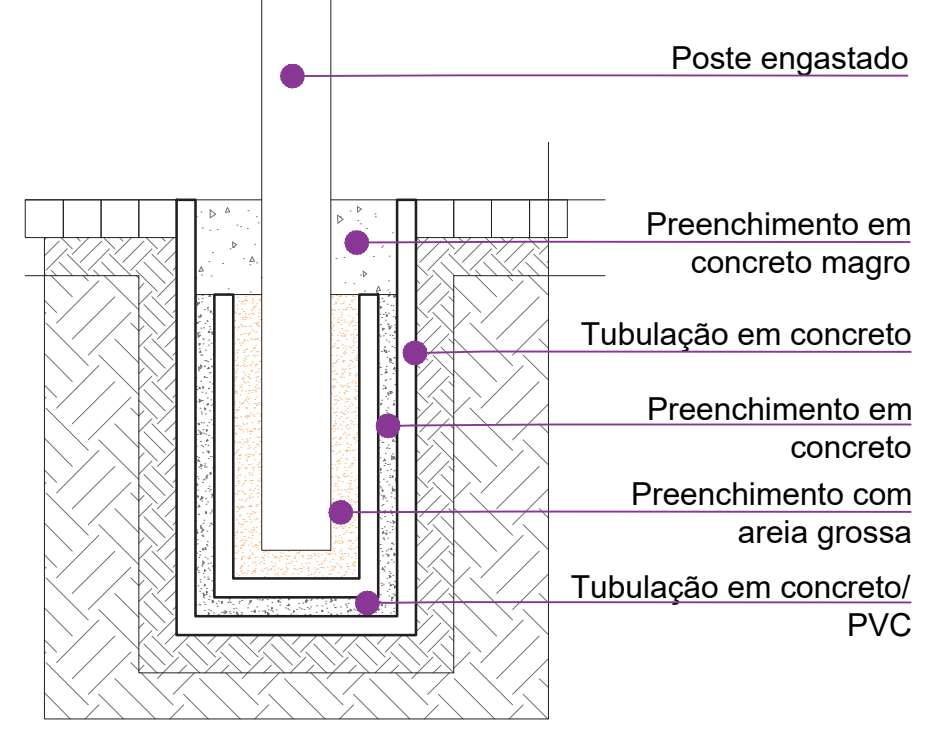 Poste engastado
Preenchimento em
concreto magro
Tubulação em concreto
Preenchimento em
concreto
Preenchimento com
areia grossa
Tubulação em concreto/
PVC